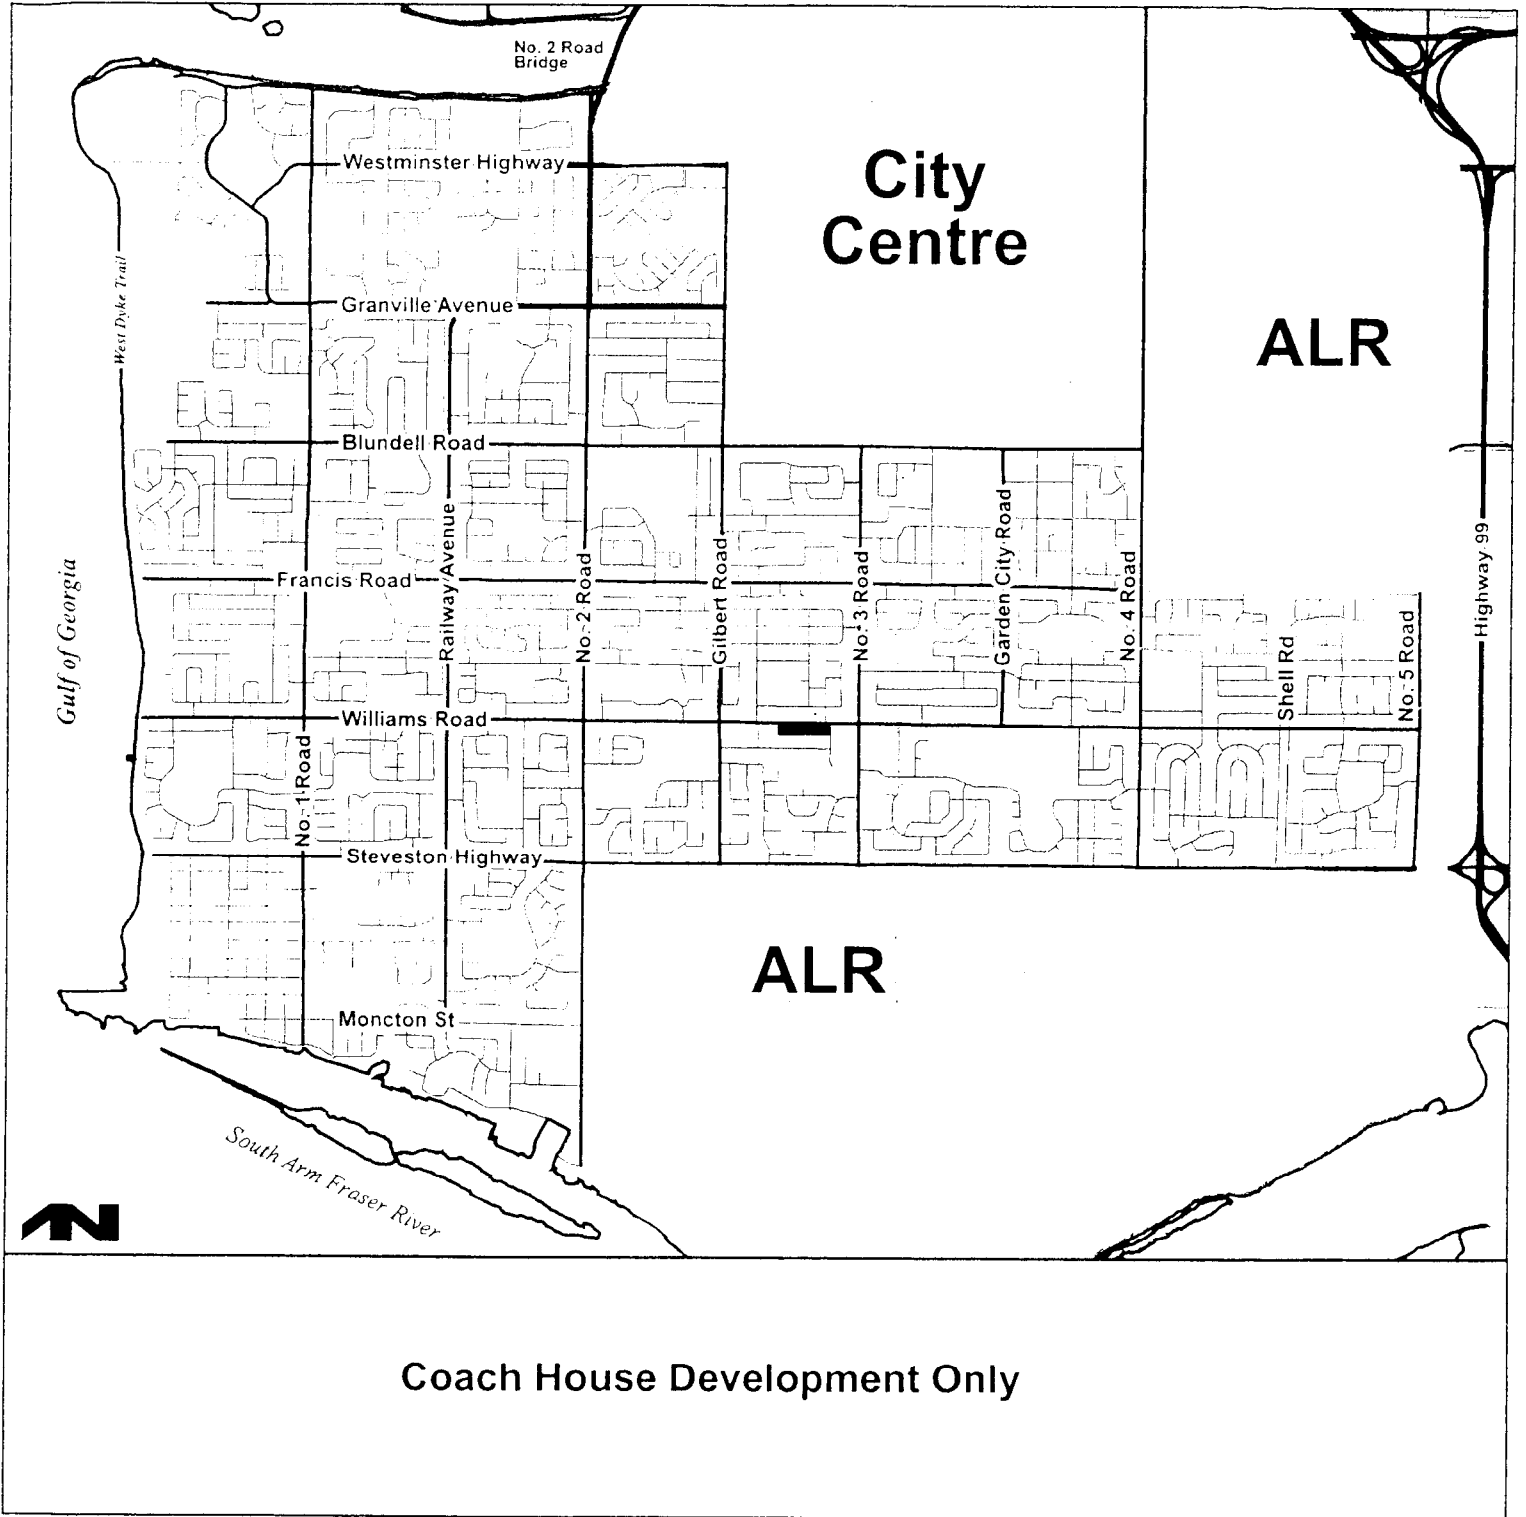 No. 2 Road
Bridge
Westminster Highway
City
Centre
West Dyke Trail
Granville Avenue
ALR
Blundell Road
Gulf of Georgia
Francis Road
Railway Avenue
No. 2 Road
Gilbert Road
No. 3 Road
Garden City Road
No. 4 Road
Shell Rd
No. 5 Road
Highway 99
Williams Road
No. 1 Road
Steveston Highway
ALR
Moncton St
South Arm Fraser River
N
Coach House Development Only